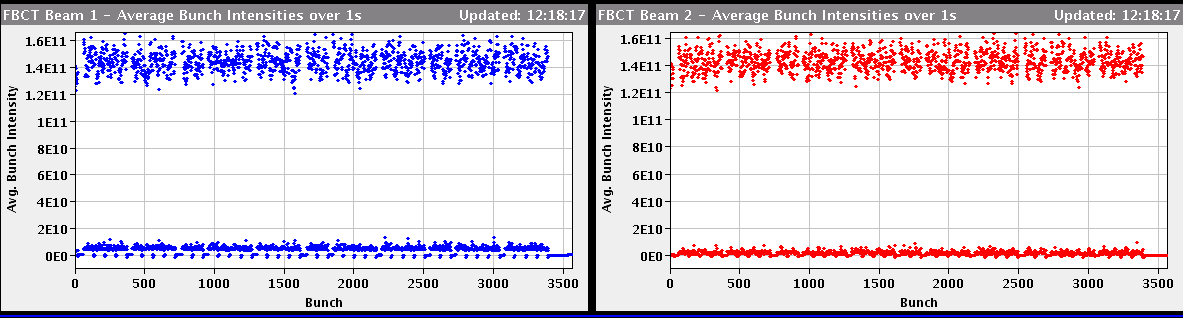 FBCT Beam 1 - Average Bunch Intensities over 1s Updated: 12:18:17
1.6E11
1.4E11
1.2E11
1E11
8E10
6E10
4E10
2E10
0E0
Avg. Bunch Intensity
0 500 1000 1500 2000 2500 3000 3500
Bunch
FBCT Beam 2 - Average Bunch Intensities over 1s Updated: 12:18:17
1.6E11
1.4E11
1.2E11
1E11
8E10
6E10
4E10
2E10
0E0
Avg. Bunch Intensity
0 500 1000 1500 2000 2500 3000 3500
Bunch